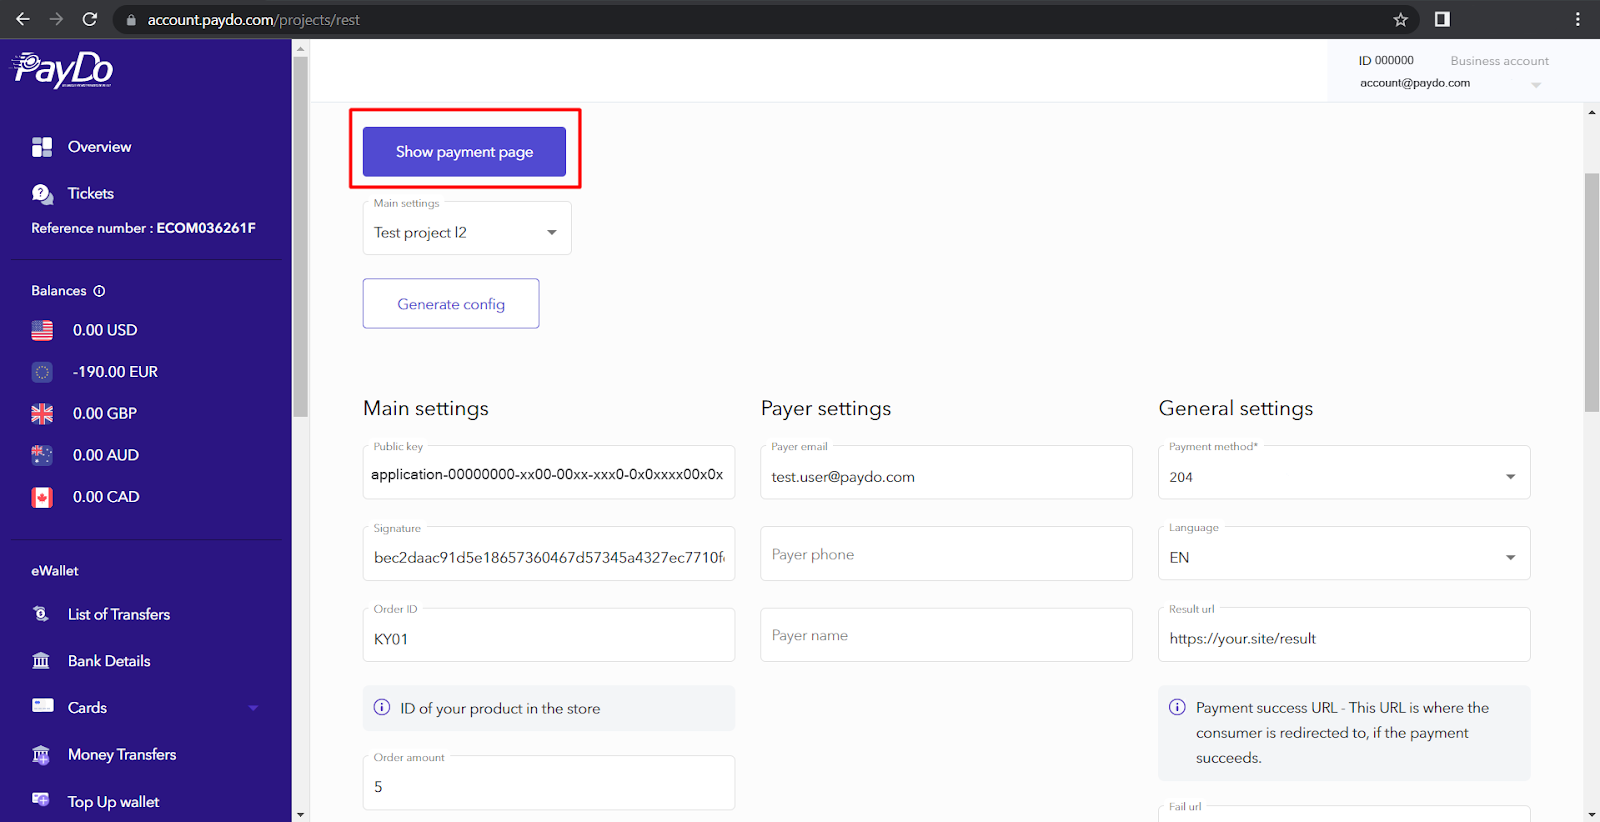 account.paydo.com/projects/rest
PayDo
ID 000000
Business account
account@paydo.com
Overview
Tickets
Reference number : ECOM036261F
Balances
0.00 USD
-190.00 EUR
0.00 GBP
0.00 AUD
0.00 CAD
eWallet
List of Transfers
Bank Details
Cards
Money Transfers
Top Up wallet
Show payment page
Main settings
Test project l2
Generate config
Main settings
Public key
application-00000000-xx00-00xx-xxx0-0x0xxxx00x0x
Signature
bec2daac91d5e18657360467d57345a4327ec7710f
Order ID
KY01
ID of your product in the store
Order amount
5
Payer settings
Payer email
test.user@paydo.com
Payer phone
Payer name
General settings
Payment method*
204
Language
EN
Result url
https://your.site/result
Payment success URL - This URL is where the
consumer is redirected to, if the payment
succeeds.
Fail url